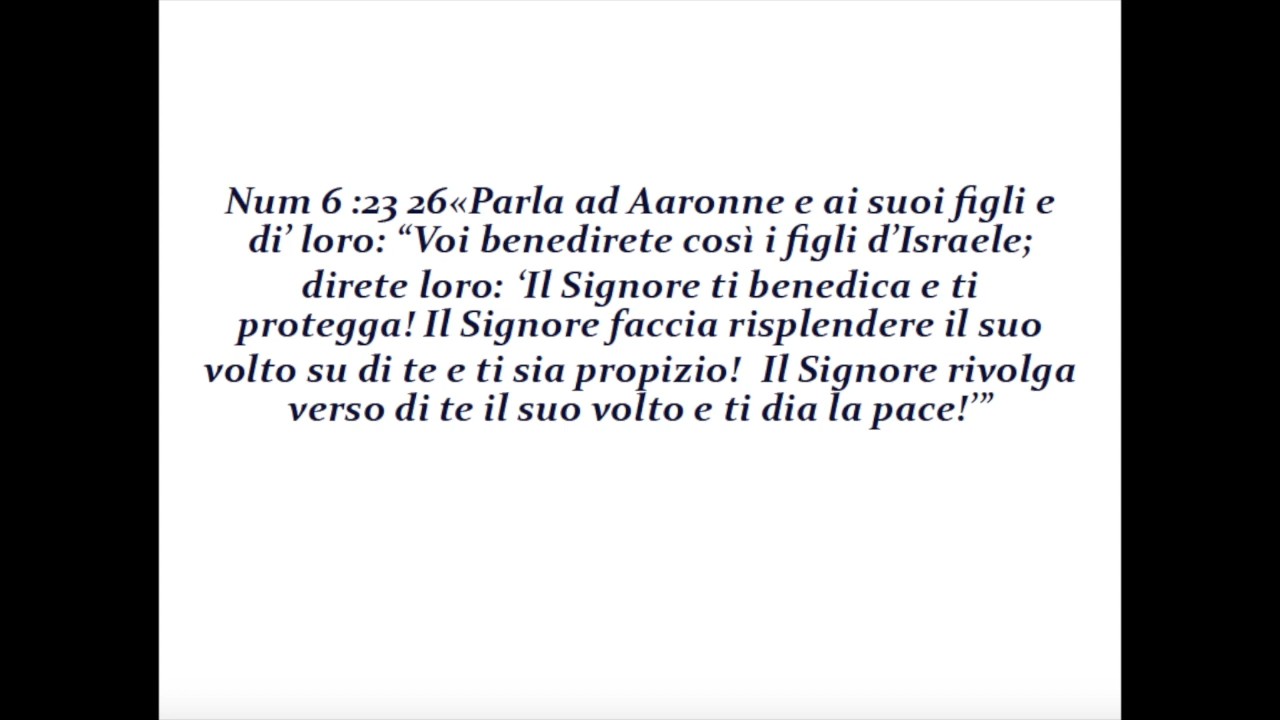 Num 6 :23 26«Parla ad Aaronne e ai suoi figli e
di’ loro: “Voi benedirete così i figli d’Israele;
direte loro: ‘Il Signore ti benedica e ti
protegga! Il Signore faccia risplendere il suo
volto su di te e ti sia propizio!  Il Signore rivolga
verso di te il suo volto e ti dia la pace!’”